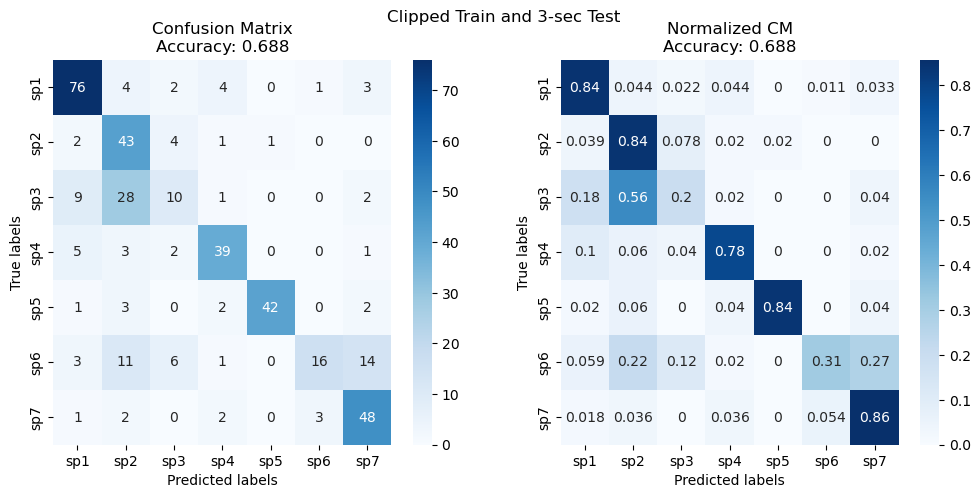 Clipped Train and 3-sec Test
Confusion Matrix
Accuracy: 0.688
sp1 76 4 2 4 0 1 3
sp2 2 43 4 1 1 0 0
sp3 9 28 10 1 0 0 2
sp4 5 3 2 39 0 0 1
sp5 1 3 0 2 42 0 2
sp6 3 11 6 1 0 16 14
sp7 1 2 0 2 0 3 48
sp1 sp2 sp3 sp4 sp5 sp6 sp7
Predicted labels
True labels
70
60
50
40
30
20
10
0
Normalized CM
Accuracy: 0.688
sp1 0.84 0.044 0.022 0.044 0 0.011 0.033
sp2 0.039 0.84 0.078 0.02 0.02 0 0
sp3 0.18 0.56 0.2 0.02 0 0 0.04
sp4 0.1 0.06 0.04 0.78 0 0 0.02
sp5 0.02 0.06 0 0.04 0.84 0 0.04
sp6 0.059 0.22 0.12 0.02 0 0.31 0.27
sp7 0.018 0.036 0 0.036 0 0.054 0.86
sp1 sp2 sp3 sp4 sp5 sp6 sp7
Predicted labels
True labels
0.8
0.7
0.6
0.5
0.4
0.3
0.2
0.1
0.0